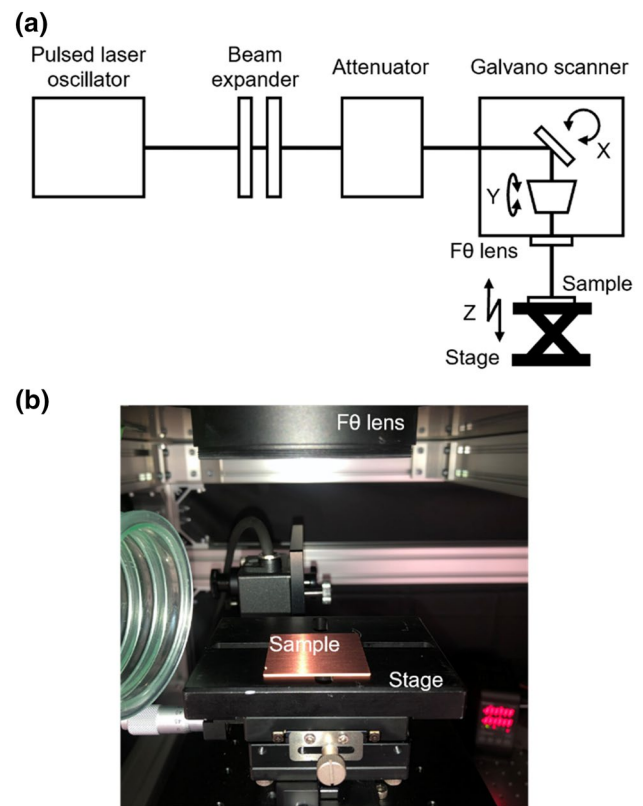 (a)
Pulsed laser
oscillator
Beam
expander
Attenuator
Galvano scanner
X
Y
Fθ lens
Sample
Z
Stage
(b)
Fθ lens
Sample
Stage